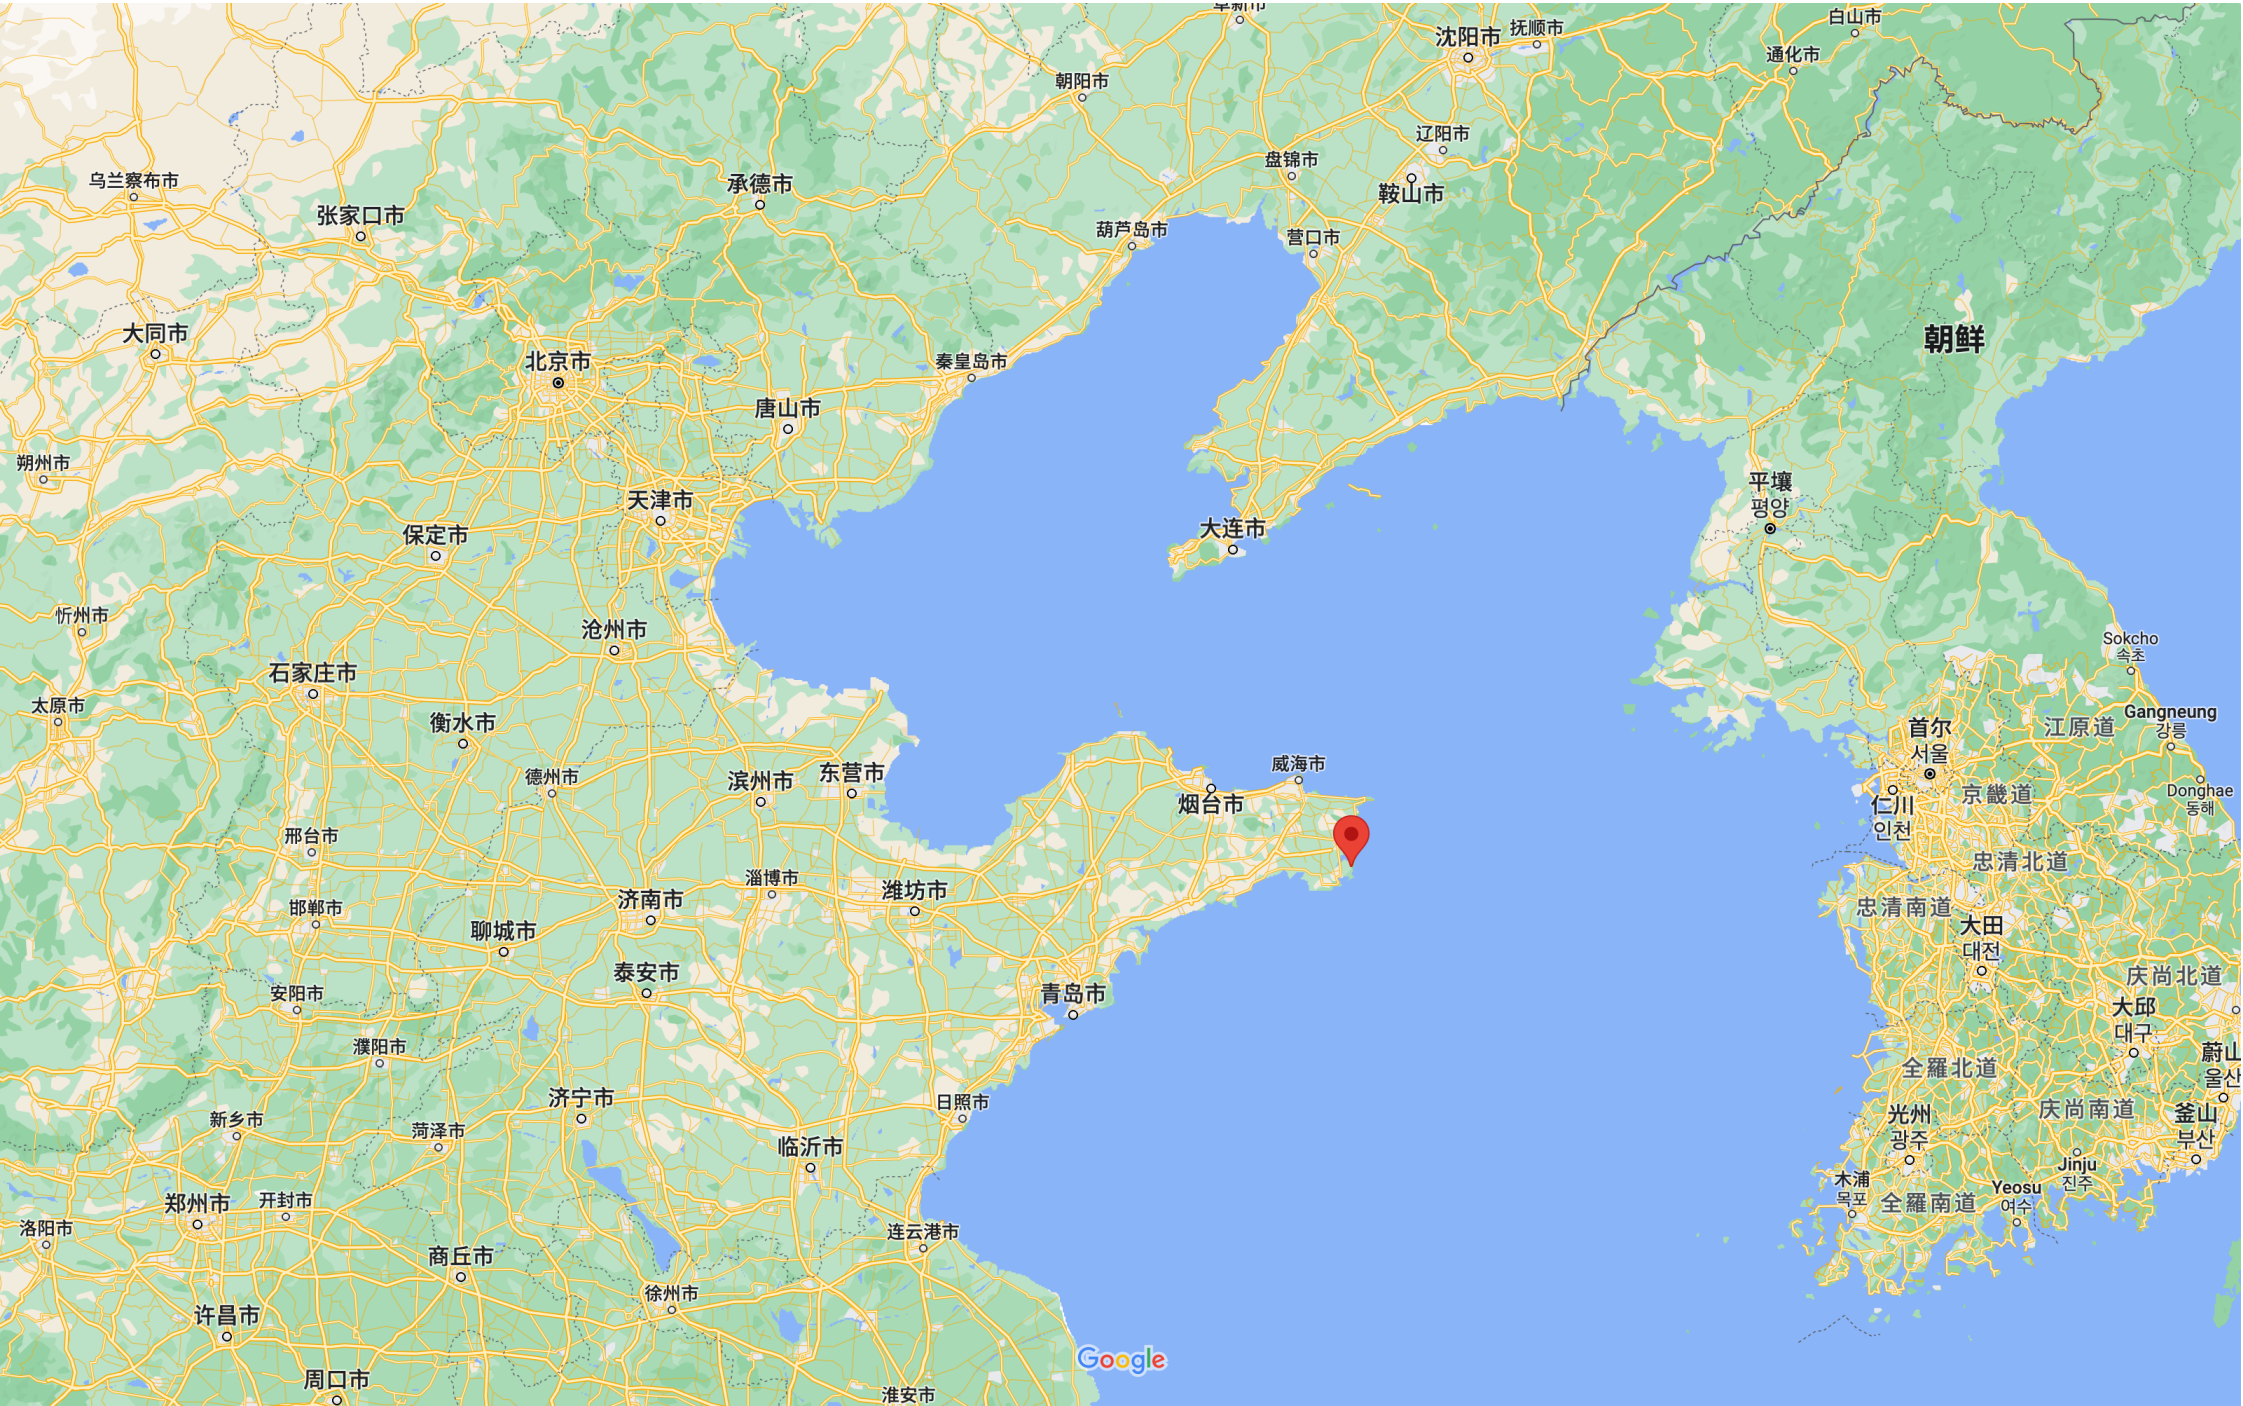 阜新市
沈阳市
抚顺市
白山市
通化市
朝阳市
辽阳市
盘锦市
鞍山市
乌兰察布市
张家口市
承德市
葫芦岛市
营口市
大同市
北京市
秦皇岛市
朝鲜
唐山市
朔州市
天津市
保定市
大连市
平壤
평양
忻州市
沧州市
石家庄市
太原市
衡水市
Sokcho
속초
Gangneung
강릉
首尔
서울
江原道
德州市
滨州市
东营市
威海市
烟台市
仁川
인천
京畿道
Donghae
동해
邢台市
忠清北道
淄博市
潍坊市
济南市
邯郸市
聊城市
忠清南道
大田
대전
泰安市
安阳市
青岛市
庆尚北道
大邱
대구
濮阳市
蔚山
울산
全羅北道
济宁市
日照市
新乡市
菏泽市
临沂市
庆尚南道
光州
광주
釜山
부산
Jinju
진주
木浦
목포
Yeosu
여수
全羅南道
郑州市
开封市
洛阳市
连云港市
商丘市
徐州市
许昌市
Google
周口市
淮安市